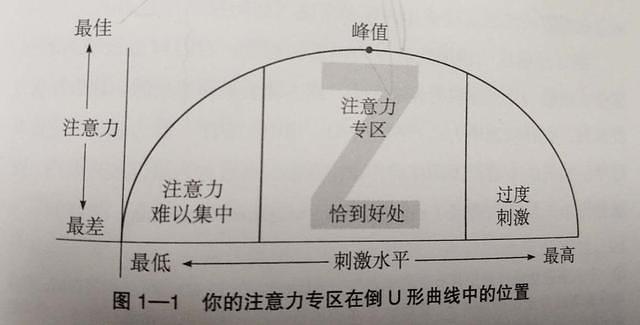 最佳
峰值
注意力
最差
Z
注意力
专区
注意力
难以集中
恰到好处
过度
刺激
最低
刺激水平
最高
图 1—1 你的注意力专区在倒 U 形曲线中的位置